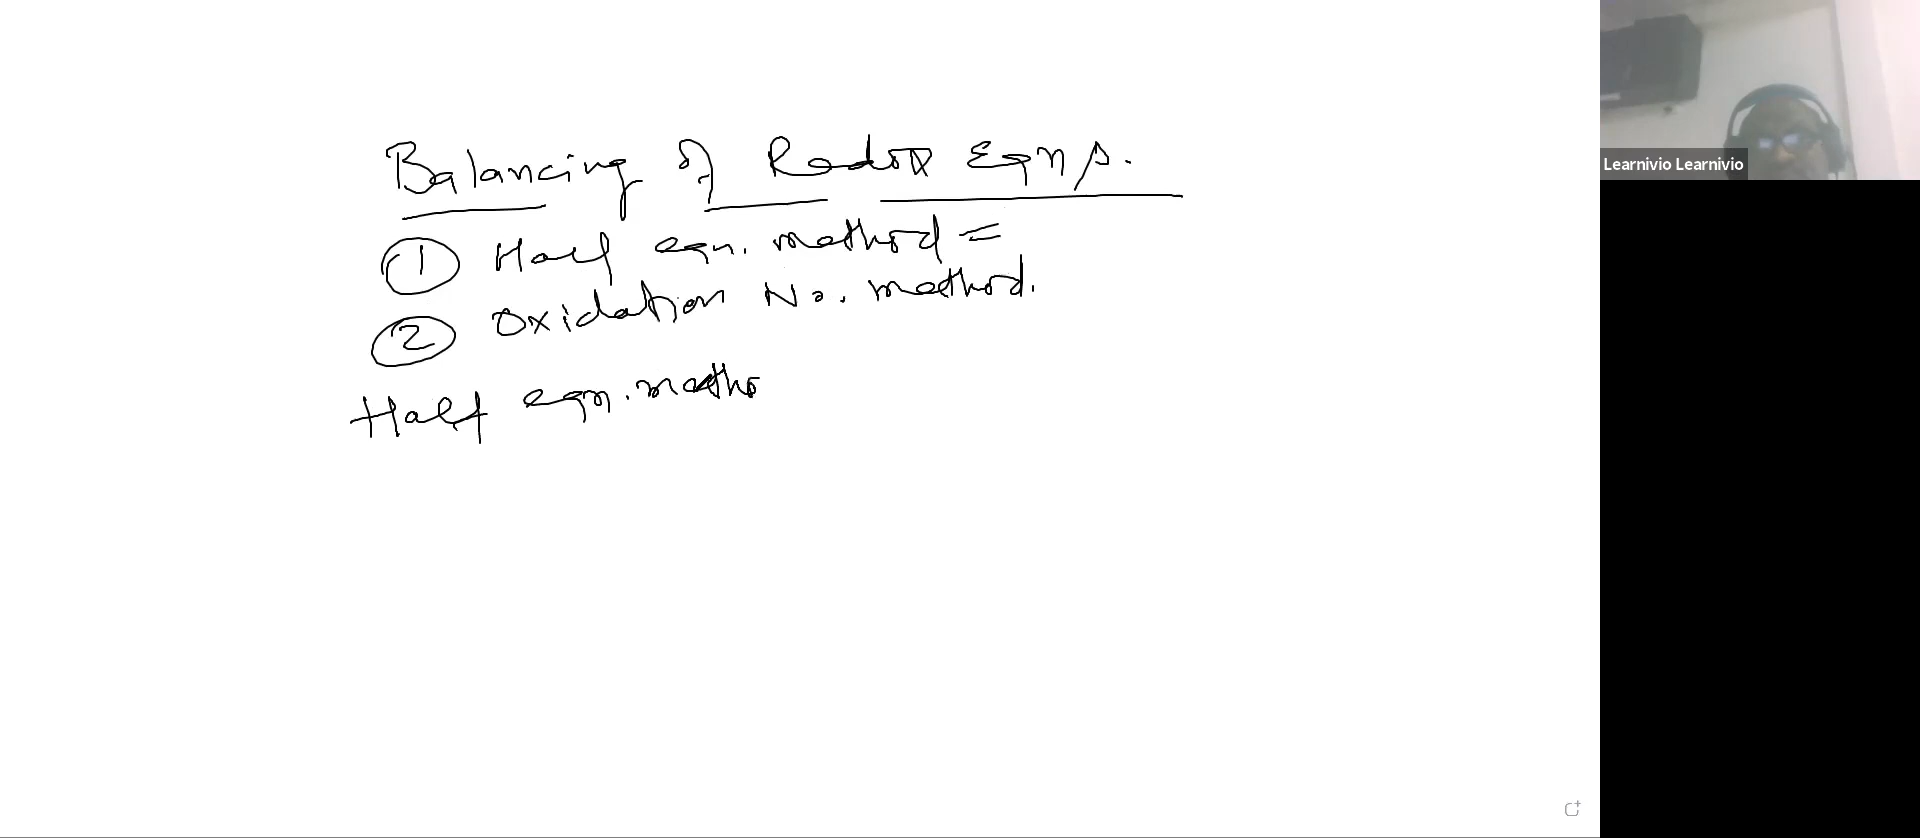 Balancing of Redox Eqns.
① Half eqn. method =
② Oxidation No. method.
Half eqn. metho
Learnivio Learnivio